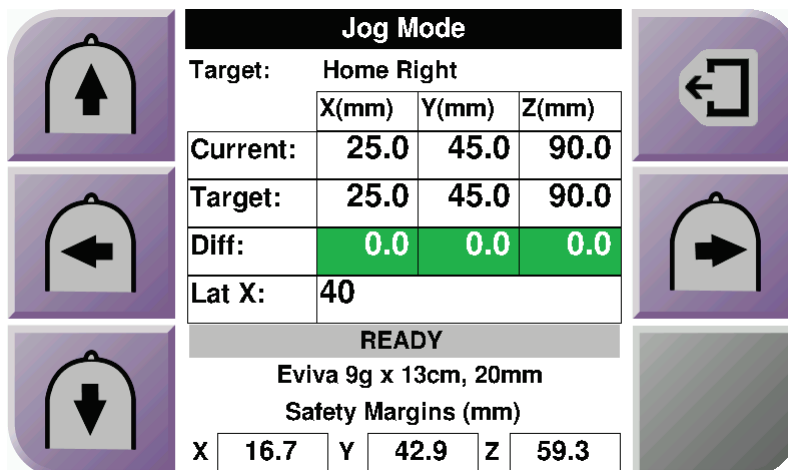 Jog Mode
Target: Home Right
X(mm) Y(mm) Z(mm)
Current: 25.0 45.0 90.0
Target: 25.0 45.0 90.0
Diff: 0.0 0.0 0.0
Lat X: 40
READY
Eviva 9g x 13cm, 20mm
Safety Margins (mm)
X 16.7 Y 42.9 Z 59.3